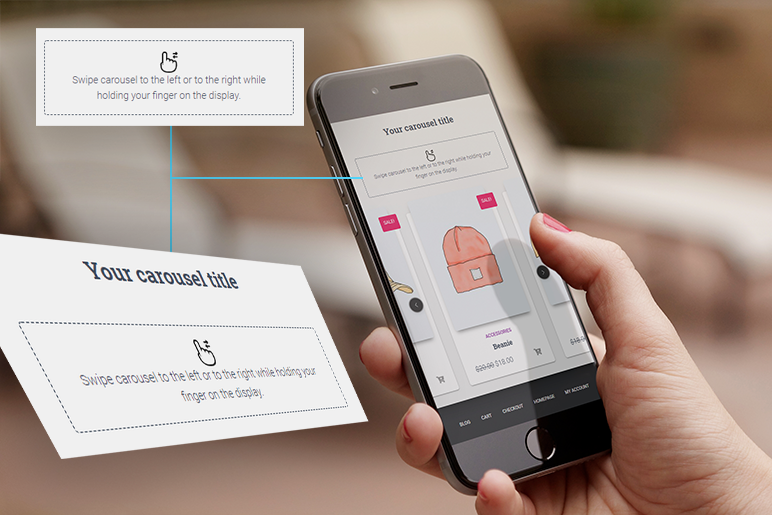 Swipe carousel to the left or to the right while
holding your finger on the display.
Your carousel title
Swipe carousel to the left or to the right while holding your
finger on the display.
SALE!
SALE!
ACCESSORIES
Beanie
$20.00 $18.00
BLOG CART CHECKOUT HOMEPAGE MY ACCOUNT
Your carousel title
Swipe carousel to the left or to the right while holding your
finger on the display.